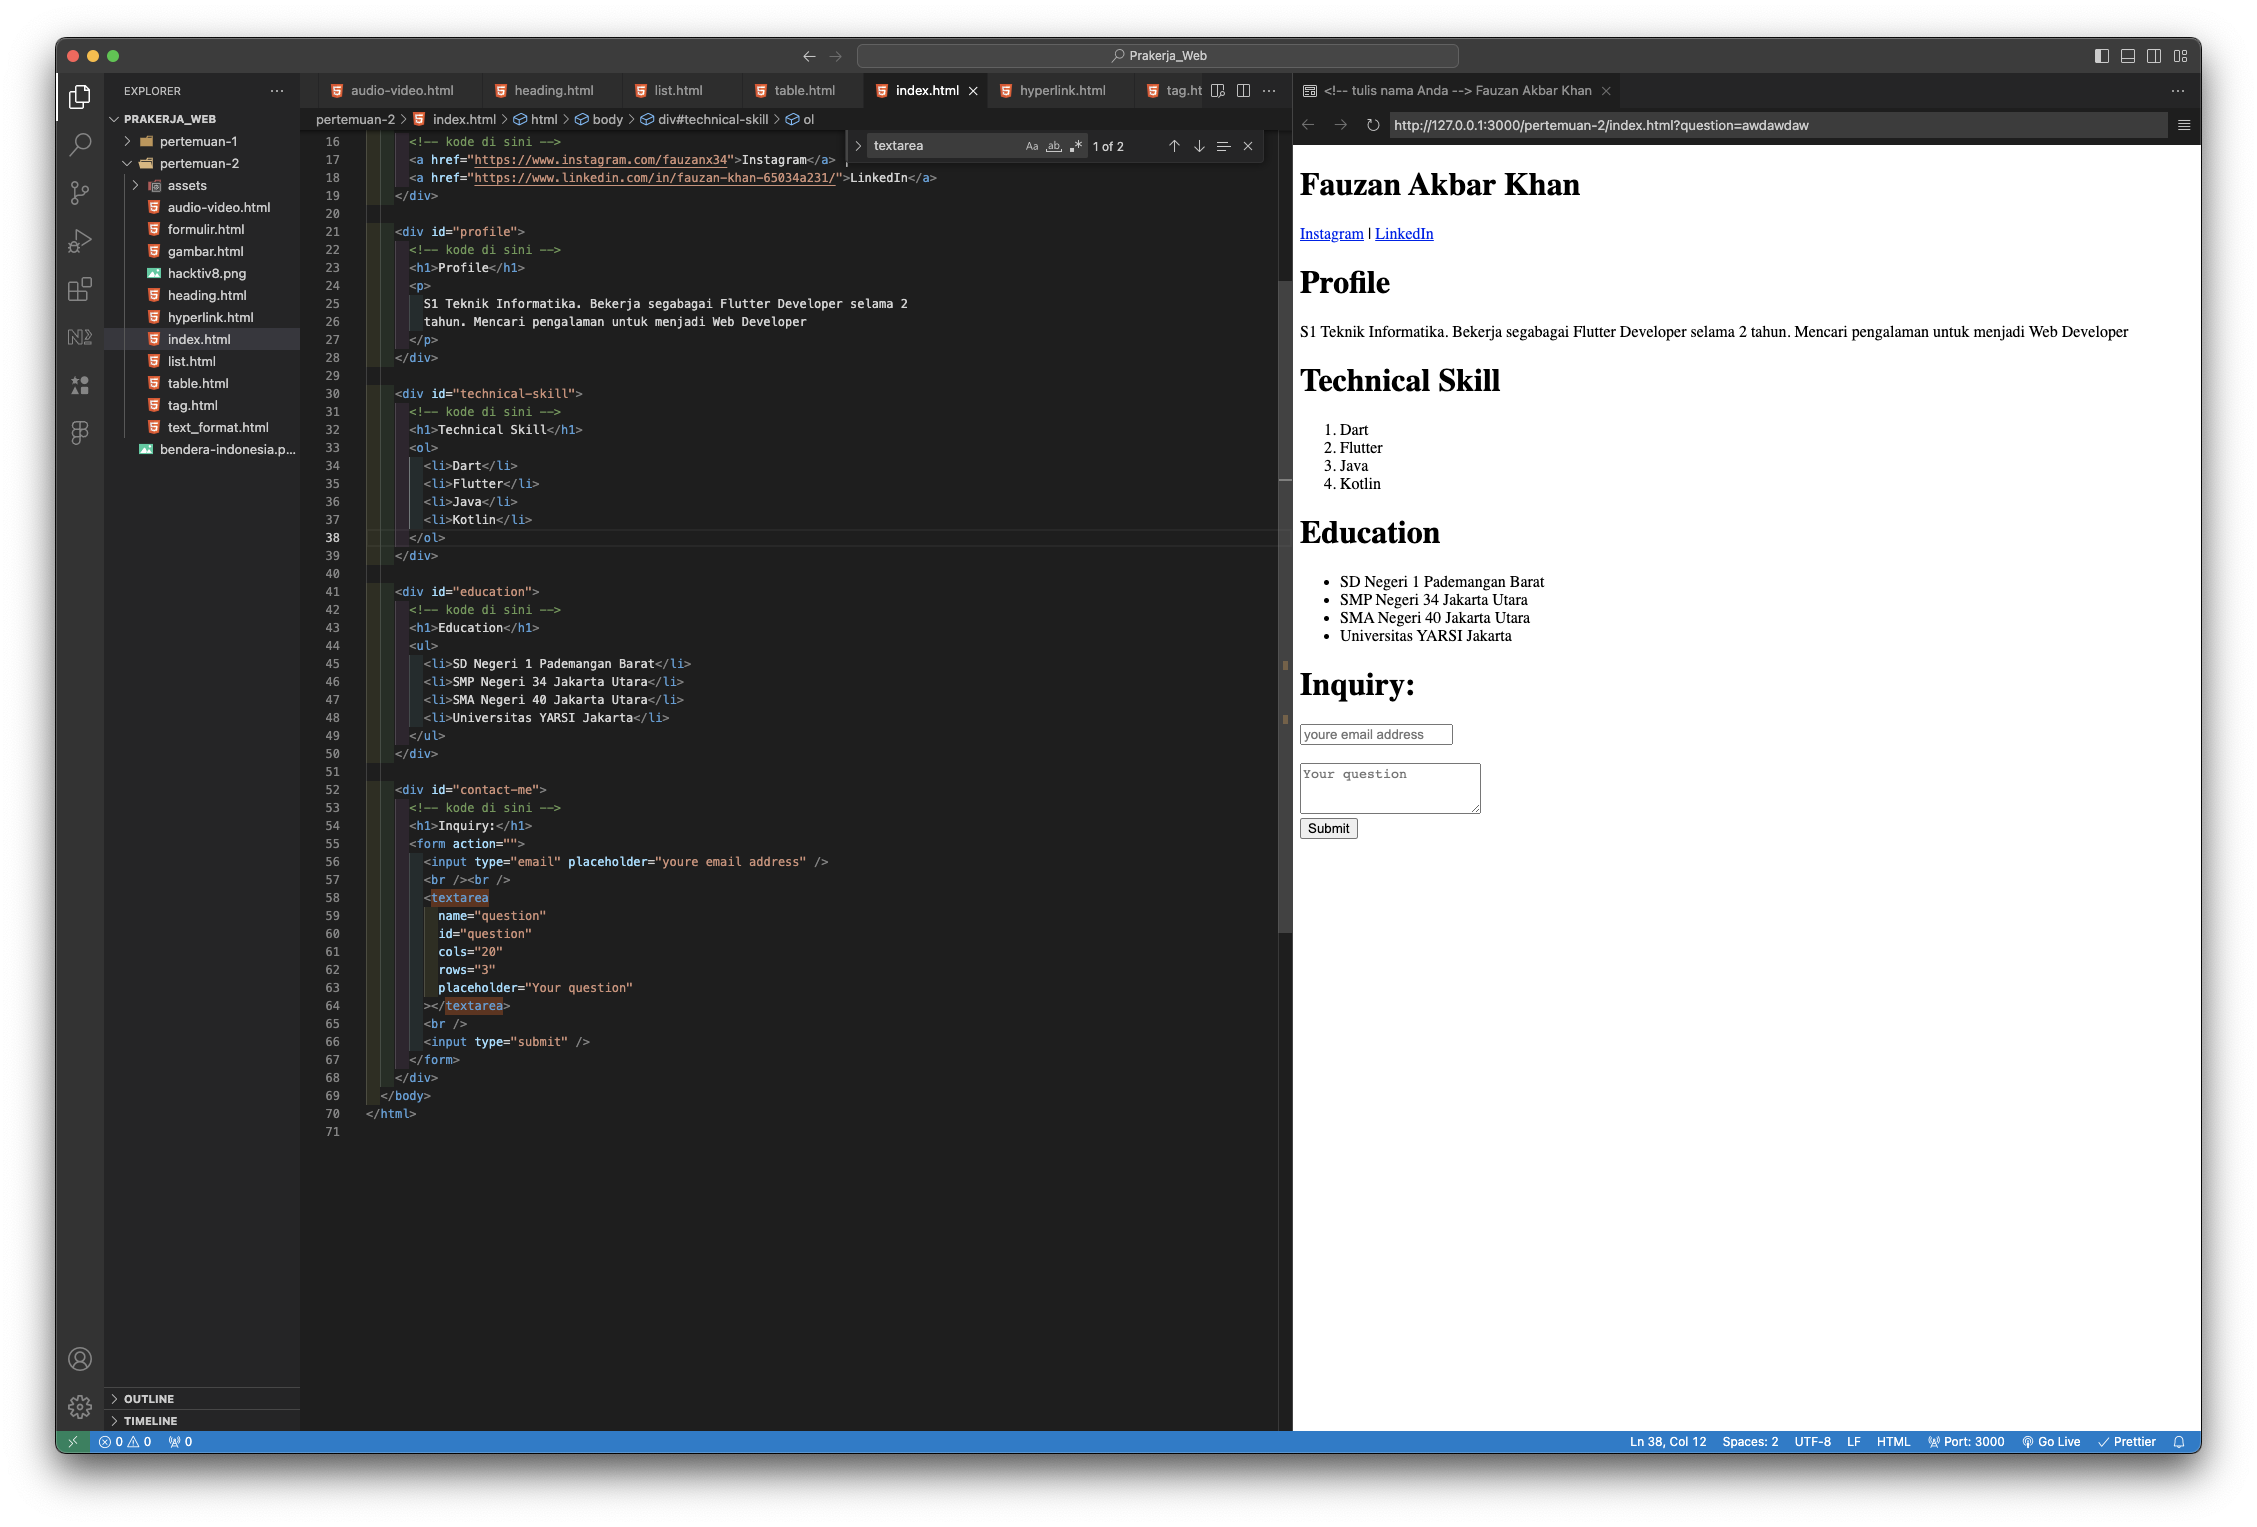 Prakerja_Web
EXPLORER
PRAKERJA_WEB
pertemuan-1
pertemuan-2
assets
audio-video.html
formulir.html
gambar.html
hacktiv8.png
heading.html
hyperlink.html
index.html
list.html
table.html
tag.html
text_format.html
bendera-indonesia.p...
OUTLINE
TIMELINE
audio-video.html heading.html list.html table.html index.html hyperlink.html tag.ht
pertemuan-2 > index.html > html > body > div#technical-skill > ol
textarea Aa ab 1 of 2
16 <!-- kode di sini -->
17 <a href="https://www.instagram.com/fauzanx34">Instagram</a> |
18 <a href="https://www.linkedin.com/in/fauzan-khan-65034a231/">LinkedIn</a>
19 </div>
20
21 <div id="profile">
22 <!-- kode di sini -->
23 <h1>Profile</h1>
24 <p>
25 S1 Teknik Informatika. Bekerja segabagai Flutter Developer selama 2
26 tahun. Mencari pengalaman untuk menjadi Web Developer
27 </p>
28 </div>
29
30 <div id="technical-skill">
31 <!-- kode di sini -->
32 <h1>Technical Skill</h1>
33 <ol>
34 <li>Dart</li>
35 <li>Flutter</li>
36 <li>Java</li>
37 <li>Kotlin</li>
38 </ol>
39 </div>
40
41 <div id="education">
42 <!-- kode di sini -->
43 <h1>Education</h1>
44 <ul>
45 <li>SD Negeri 1 Pademangan Barat</li>
46 <li>SMP Negeri 34 Jakarta Utara</li>
47 <li>SMA Negeri 40 Jakarta Utara</li>
48 <li>Universitas YARSI Jakarta</li>
49 </ul>
50 </div>
51
52 <div id="contact-me">
53 <!-- kode di sini -->
54 <h1>Inquiry:</h1>
55 <form action="">
56 <input type="email" placeholder="youre email address" />
57 <br /><br />
58 <textarea
59 name="question"
60 id="question"
61 cols="20"
62 rows="3"
63 placeholder="Your question"
64 ></textarea>
65 <br />
66 <input type="submit" />
67 </form>
68 </div>
69 </body>
70 </html>
71
<!-- tulis nama Anda --> Fauzan Akbar Khan
http://127.0.0.1:3000/pertemuan-2/index.html?question=awdawdaw
Fauzan Akbar Khan
Instagram | LinkedIn
Profile
S1 Teknik Informatika. Bekerja segabagai Flutter Developer selama 2 tahun. Mencari pengalaman untuk menjadi Web Developer
Technical Skill
1. Dart
2. Flutter
3. Java
4. Kotlin
Education
• SD Negeri 1 Pademangan Barat
• SMP Negeri 34 Jakarta Utara
• SMA Negeri 40 Jakarta Utara
• Universitas YARSI Jakarta
Inquiry:
youre email address
Your question
Submit
0 0 0 Ln 38, Col 12 Spaces: 2 UTF-8 LF HTML Port: 3000 Go Live Prettier